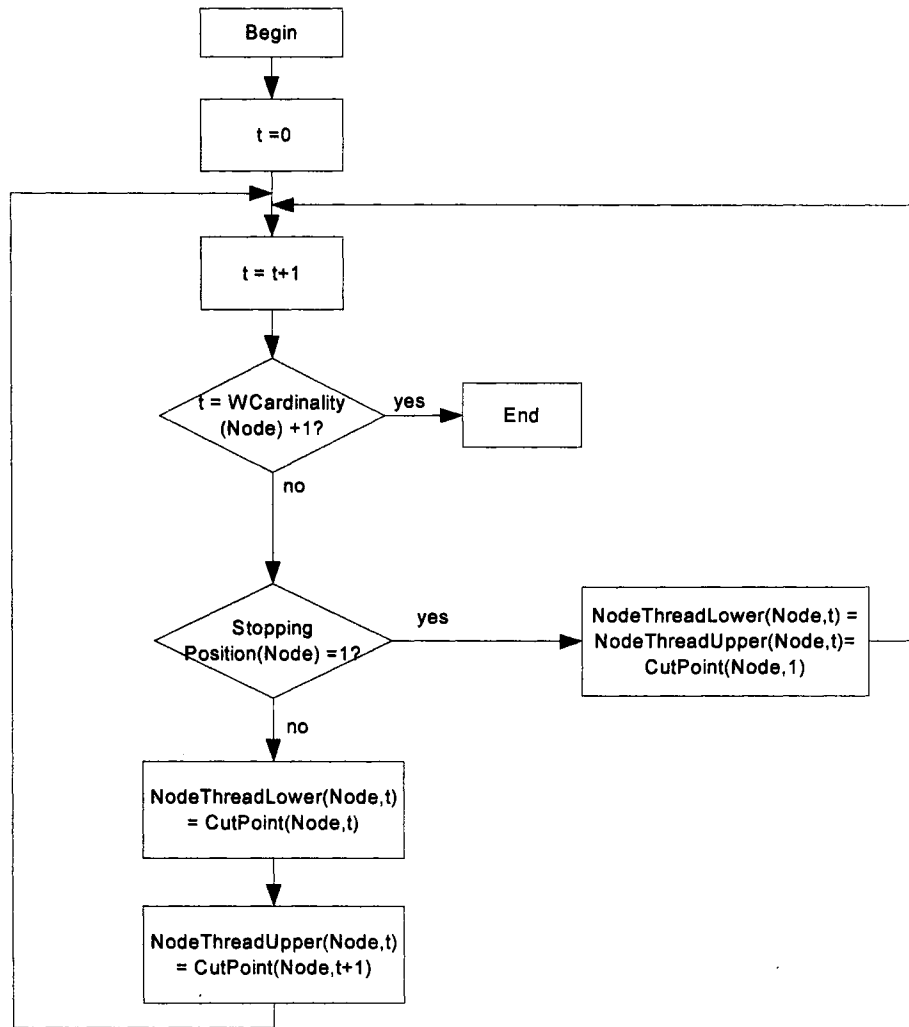 Begin
t =0
t = t+1
t = WCardinality
(Node) +1?
yes
End
no
Stopping
Position(Node) =1?
yes
NodeThreadLower(Node,t) =
NodeThreadUpper(Node,t)=
CutPoint(Node,1)
no
NodeThreadLower(Node,t)
= CutPoint(Node,t)
NodeThreadUpper(Node,t)
= CutPoint(Node,t+1)